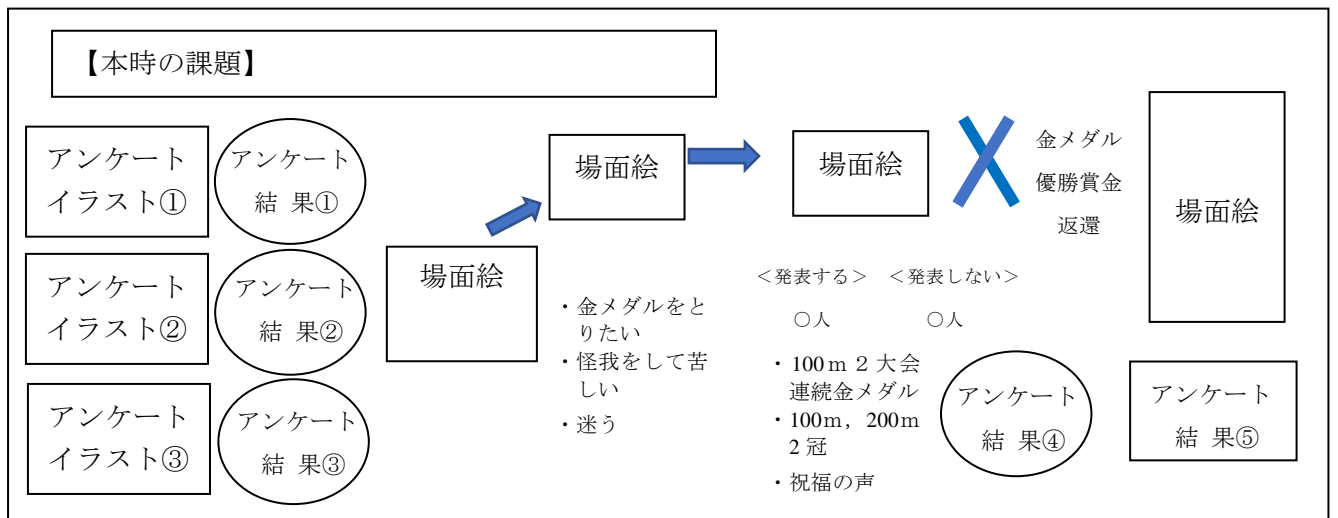 【本時の課題】
アンケート
イラスト①
アンケート
結 果①
アンケート
イラスト②
アンケート
結 果②
アンケート
イラスト③
アンケート
結 果③
場面絵
場面絵
・金メダルをと
りたい
・怪我をして苦
しい
・迷う
場面絵
金メダル
優勝賞金
返還
<発表する> <発表しない>
○人 ○人
・100ｍ 2 大会
連続金メダル
・100m，200m
2 冠
・祝福の声
アンケート
結 果④
場面絵
アンケート
結 果⑤